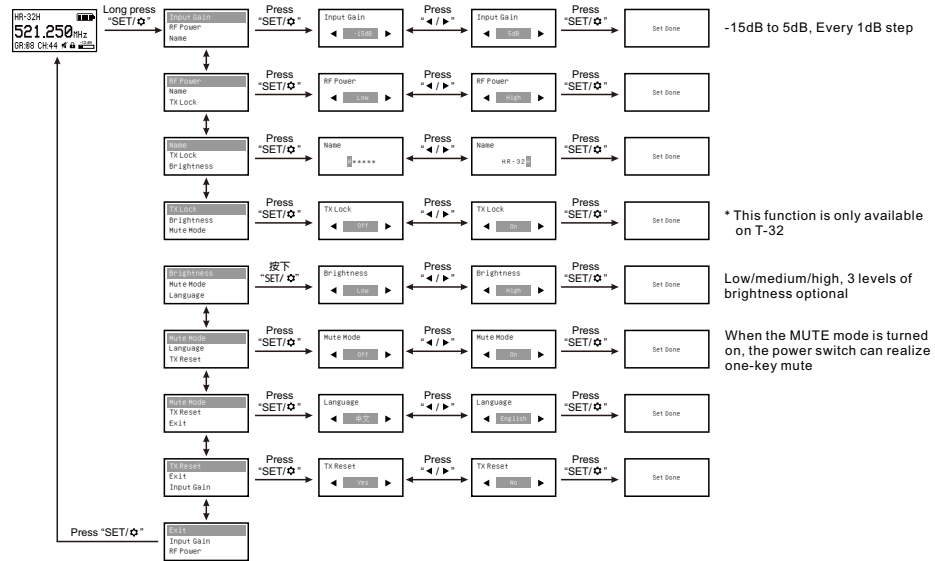 HR-32H
521.250MHz
GR:08 CH:44
Long press
“SET/⚙”
Input Gain
RF Power
Name
Press
“SET/⚙”
Input Gain
◀ -15dB ▶
Press
“◀ / ▶”
Input Gain
◀ 5dB ▶
Press
“SET/⚙”
Set Done
-15dB to 5dB, Every 1dB step
RF Power
Name
TX Lock
Press
“SET/⚙”
RF Power
◀ Low ▶
Press
“◀ / ▶”
RF Power
◀ High ▶
Press
“SET/⚙”
Set Done
Name
TX Lock
Brightness
Press
“SET/⚙”
Name
*****
Press
“◀ / ▶”
Name
HR-32
Press
“SET/⚙”
Set Done
TX Lock
Brightness
Mute Mode
Press
“SET/⚙”
TX Lock
◀ Off ▶
Press
“◀ / ▶”
TX Lock
◀ On ▶
Press
“SET/⚙”
Set Done
* This function is only available
on T-32
Brightness
Mute Mode
Language
按下
“SET/⚙”
Brightness
◀ Low ▶
Press
“◀ / ▶”
Brightness
◀ High ▶
Press
“SET/⚙”
Set Done
Low/medium/high, 3 levels of
brightness optional
Mute Mode
Language
TX Reset
Press
“SET/⚙”
Mute Mode
◀ Off ▶
Press
“◀ / ▶”
Mute Mode
◀ On ▶
Press
“SET/⚙”
Set Done
When the MUTE mode is turned
on, the power switch can realize
one-key mute
Mute Mode
TX Reset
Exit
Press
“SET/⚙”
Language
◀ 中文 ▶
Press
“◀ / ▶”
Language
◀ English ▶
Press
“SET/⚙”
Set Done
TX Reset
Exit
Input Gain
Press
“SET/⚙”
TX Reset
◀ Yes ▶
Press
“◀ / ▶”
TX Reset
◀ No ▶
Press
“SET/⚙”
Set Done
Press “SET/⚙”
Exit
Input Gain
RF Power